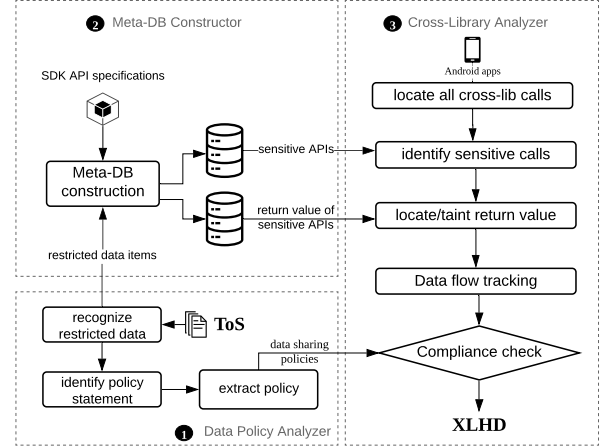 2 Meta-DB Constructor
SDK API specifications
Meta-DB
construction
sensitive APIs
return value of
sensitive APIs
restricted data items
recognize
restricted data
ToS
identify policy
statement
extract policy
data sharing
policies
1 Data Policy Analyzer
3 Cross-Library Analyzer
Android apps
locate all cross-lib calls
identify sensitive calls
locate/taint return value
Data flow tracking
Compliance check
XLHD